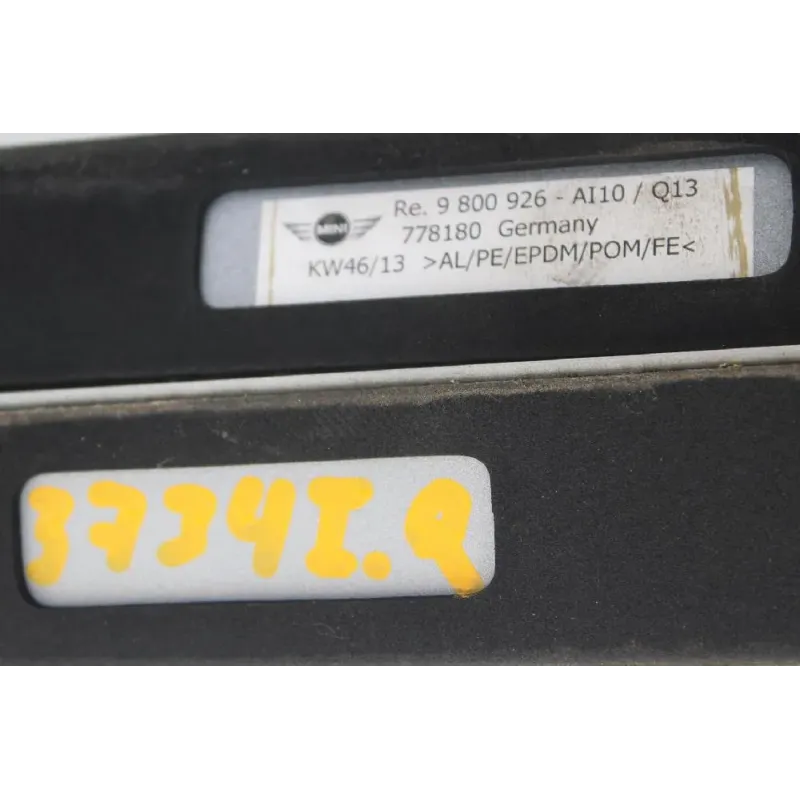 MINI
Re. 9 800 926 - AI10 / Q13
778180 Germany
KW46/13 >AL/PE/EPDM/POM/FE<
3734I.Q